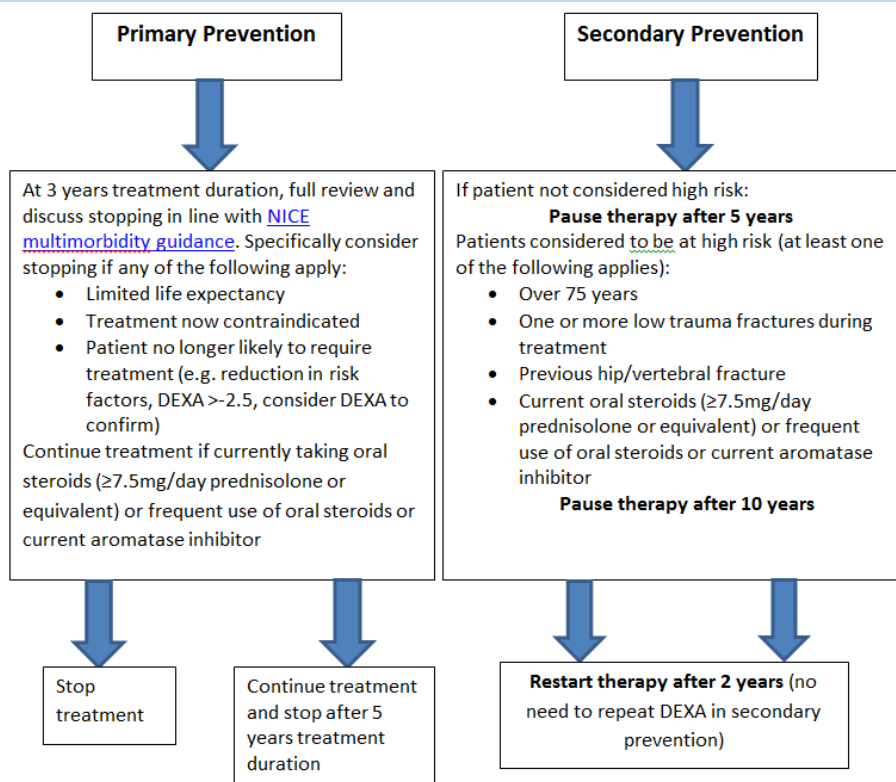 Primary Prevention
At 3 years treatment duration, full review and
discuss stopping in line with NICE
multimorbidity guidance. Specifically consider
stopping if any of the following apply:
• Limited life expectancy
• Treatment now contraindicated
• Patient no longer likely to require
treatment (e.g. reduction in risk
factors, DEXA >-2.5, consider DEXA to
confirm)
Continue treatment if currently taking oral
steroids (≥7.5mg/day prednisolone or
equivalent) or frequent use of oral steroids or
current aromatase inhibitor
Stop
treatment
Continue treatment
and stop after 5
years treatment
duration
Secondary Prevention
If patient not considered high risk:
Pause therapy after 5 years
Patients considered to be at high risk (at least one
of the following applies):
• Over 75 years
• One or more low trauma fractures during
treatment
• Previous hip/vertebral fracture
• Current oral steroids (≥7.5mg/day
prednisolone or equivalent) or frequent
use of oral steroids or current aromatase
inhibitor
Pause therapy after 10 years
Restart therapy after 2 years (no
need to repeat DEXA in secondary
prevention)